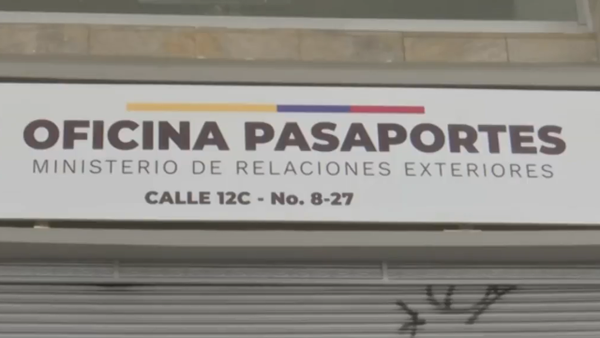 OFICINA PASAPORTES
MINISTERIO DE RELACIONES EXTERIORES
CALLE 12C - No. 8-27